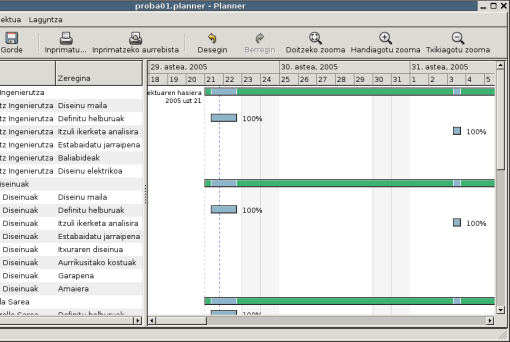 proba01.planner - Planner
ektua Laguntza
Gorde Inprimatu... Inprimatzeko aurrebista Desegin Berregin Doitzeko zooma Handiagotu zooma Txikiagotu zooma
Zeregina
29. astea, 2005 30. astea, 2005 31. astea, 2005
18 19 20 21 22 23 24 25 26 27 28 29 30 31 1 2 3 4 5
Ingenierutza
ektuaren hasiera
2005 uzt 21
tz Ingenierutza Diseinu maila
tz Ingenierutza Definitu helburuak 100%
tz Ingenierutza Itzuli ikerketa analisira 100%
tz Ingenierutza Estabaidatu jarraipena
tz Ingenierutza Baliabideak
tz Ingenierutza Diseinu elektrikoa
iseinuak
Diseinuak Diseinu maila
Diseinuak Definitu helburuak 100%
Diseinuak Itzuli ikerketa analisira 100%
Diseinuak Estabaidatu jarraipena
Diseinuak Itxuraren diseinua
Diseinuak Aurrikusitako kostuak
Diseinuak Garapena
Diseinuak Amaiera
la Sarea
Sarea Definitu helburuak 100%